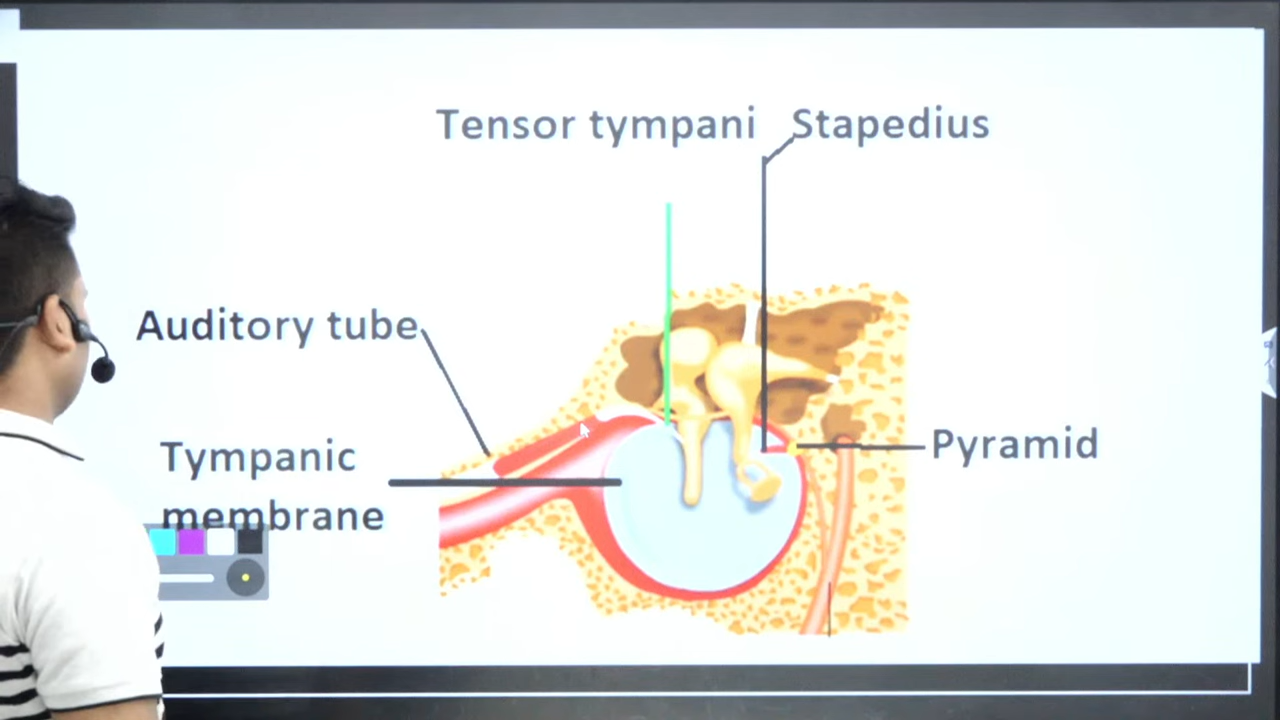 Tensor tympani
Stapedius
Auditory tube
Tympanic
membrane
Pyramid